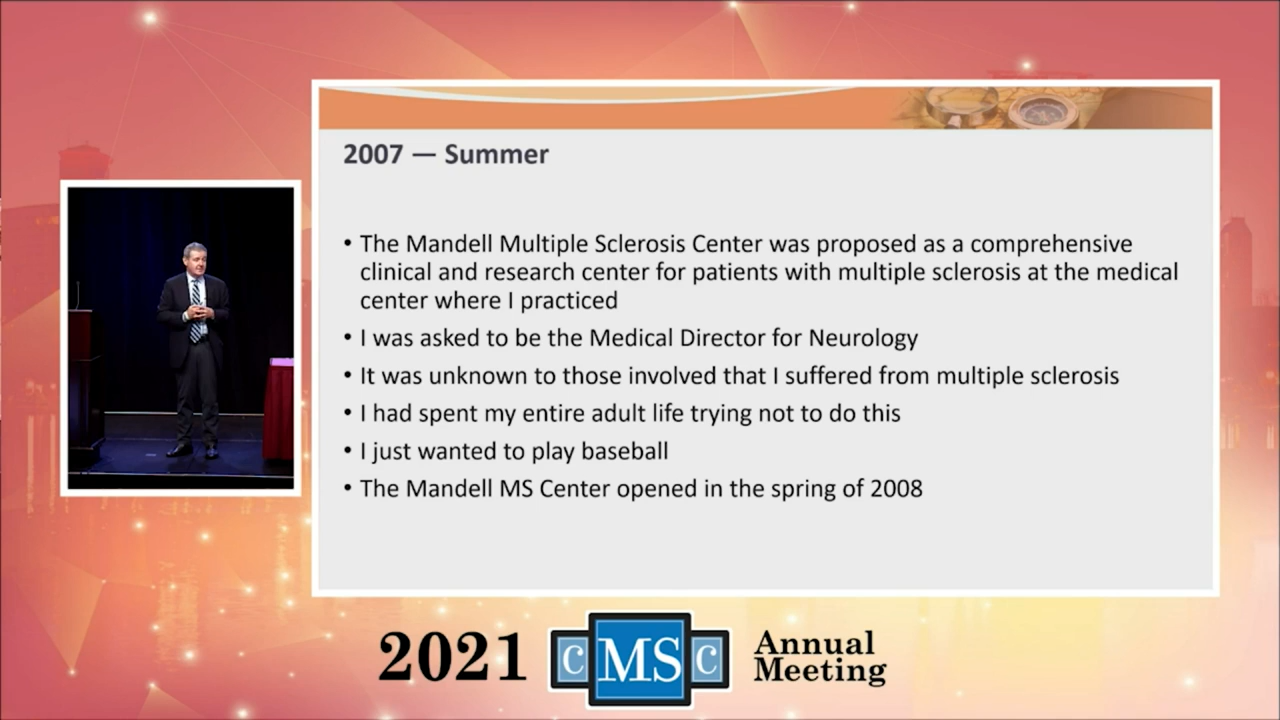 2007 — Summer
• The Mandell Multiple Sclerosis Center was proposed as a comprehensive
clinical and research center for patients with multiple sclerosis at the medical
center where I practiced
• I was asked to be the Medical Director for Neurology
• It was unknown to those involved that I suffered from multiple sclerosis
• I had spent my entire adult life trying not to do this
• I just wanted to play baseball
• The Mandell MS Center opened in the spring of 2008
2021 CMSC Annual
Meeting